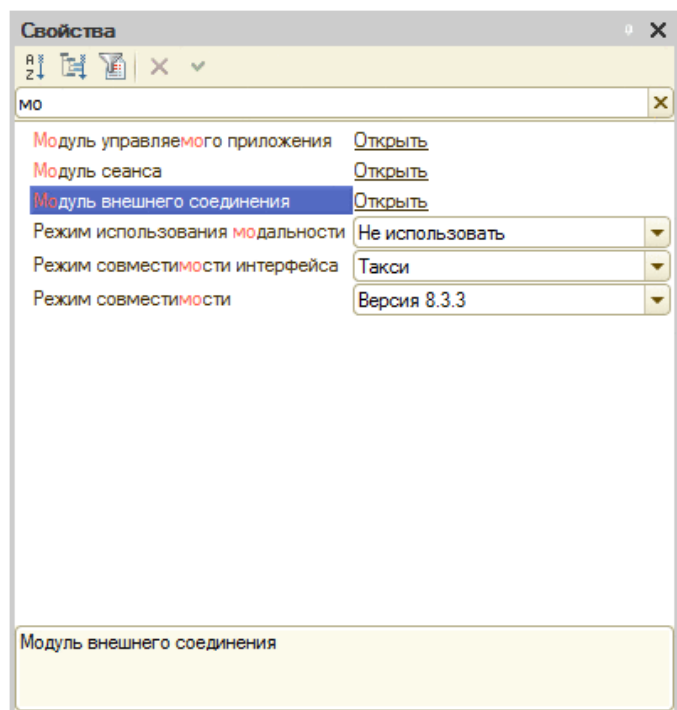 Свойства
мо
Модуль управляемого приложения Открыть
Модуль сеанса Открыть
Модуль внешнего соединения Открыть
Режим использования модальности Не использовать
Режим совместимости интерфейса Такси
Режим совместимости Версия 8.3.3
Модуль внешнего соединения